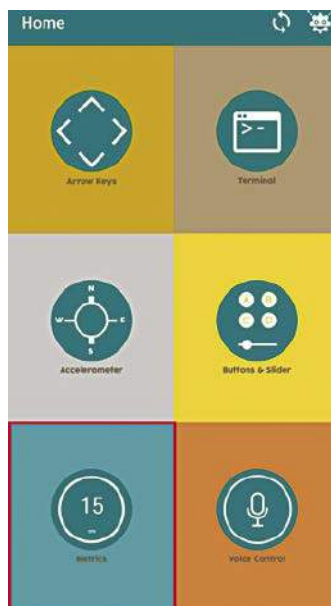 Home
Arrow Keys
Terminal
>-
N
W
E
S
Accelerometer
A B
C D
Buttons & Slider
15
Metrics
Voice Control